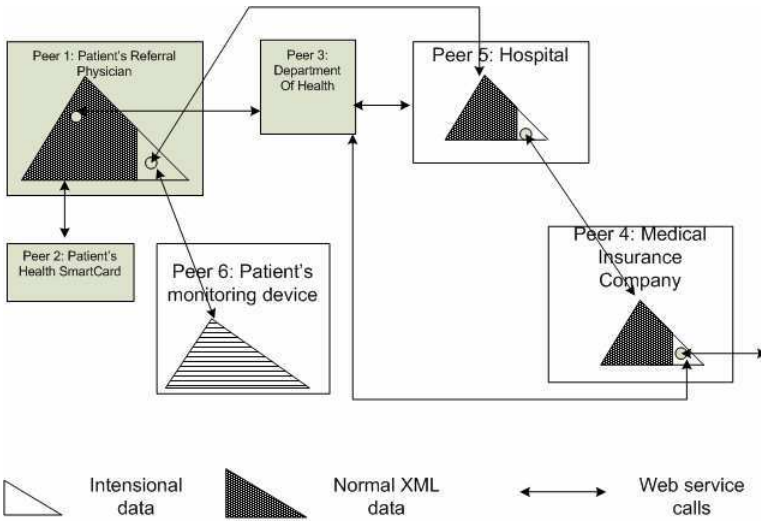 Peer 1: Patient's Referral
Physician
Peer 3:
Department
Of Health
Peer 5: Hospital
Peer 2: Patient's
Health SmartCard
Peer 6: Patient's
monitoring device
Peer 4: Medical
Insurance
Company
Intensional
data
Normal XML
data
Web service
calls